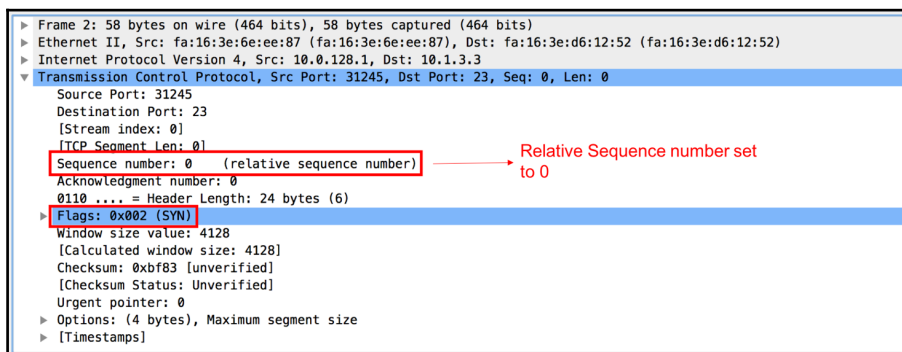 Frame 2: 58 bytes on wire (464 bits), 58 bytes captured (464 bits)
Ethernet II, Src: fa:16:3e:6e:ee:87 (fa:16:3e:6e:ee:87), Dst: fa:16:3e:d6:12:52 (fa:16:3e:d6:12:52)
Internet Protocol Version 4, Src: 10.0.128.1, Dst: 10.1.3.3
Transmission Control Protocol, Src Port: 31245, Dst Port: 23, Seq: 0, Len: 0
Source Port: 31245
Destination Port: 23
[Stream index: 0]
[TCP Segment Len: 0]
Sequence number: 0    (relative sequence number)
Relative Sequence number set
to 0
Acknowledgment number: 0
0110 .... = Header Length: 24 bytes (6)
Flags: 0x002 (SYN)
Window size value: 4128
[Calculated window size: 4128]
Checksum: 0xbf83 [unverified]
[Checksum Status: Unverified]
Urgent pointer: 0
Options: (4 bytes), Maximum segment size
[Timestamps]